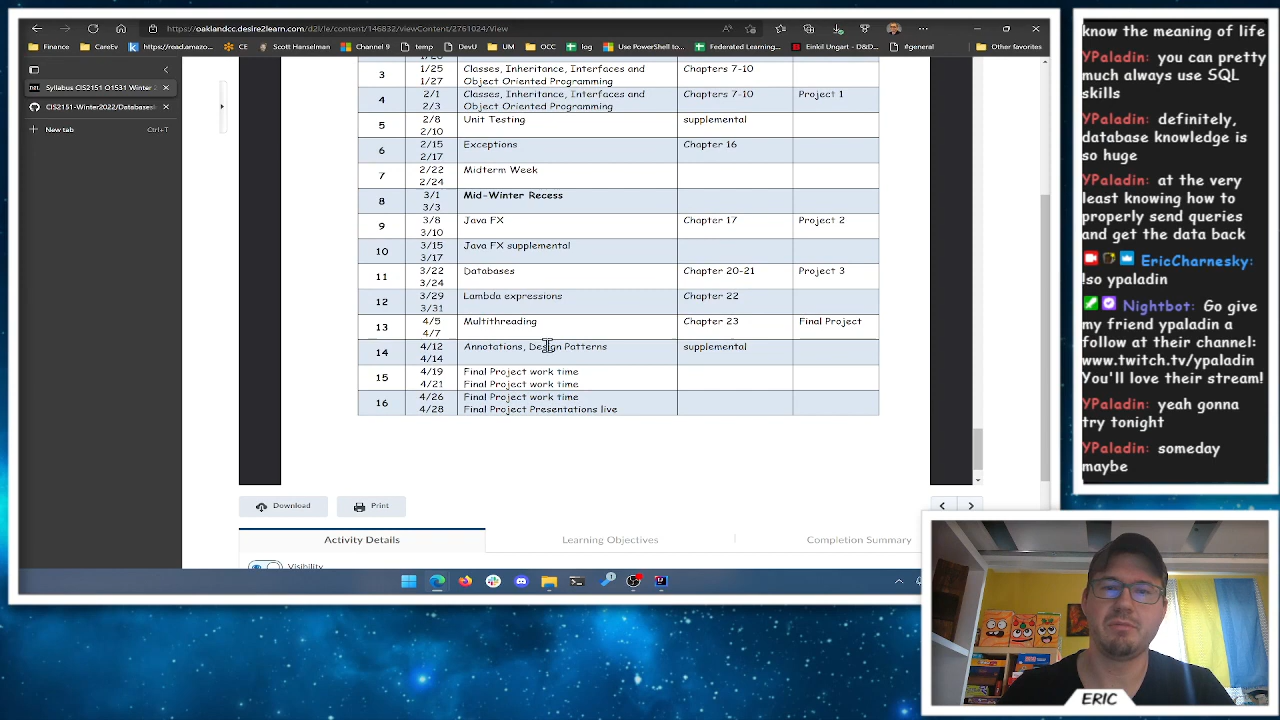 https://oaklandcc.desire2learn.com/d2l/le/content/146832/viewContent/2761024/View
Finance
CareEv
https://read.amazo...
CE
Scott Hanselman
Channel 9
temp
DevOps
UM
OCC
log
Use PowerShell to...
Federated Learning...
Einkil Ungart - D&D...
#general
Other favorites
Syllabus CIS2151 O1531 Winter
CIS2151-Winter2022/Databases
New tab
Ctrl+T
3
1/25
1/27
Classes, Inheritance, Interfaces and
Object Oriented Programming
Chapters 7-10
4
2/1
2/3
Classes, Inheritance, Interfaces and
Object Oriented Programming
Chapters 7-10
Project 1
5
2/8
2/10
Unit Testing
supplemental
6
2/15
2/17
Exceptions
Chapter 16
7
2/22
2/24
Midterm Week
8
3/1
3/3
Mid-Winter Recess
9
3/8
3/10
Java FX
Chapter 17
Project 2
10
3/15
3/17
Java FX supplemental
11
3/22
3/24
Databases
Chapter 20-21
Project 3
12
3/29
3/31
Lambda expressions
Chapter 22
13
4/5
4/7
Multithreading
Chapter 23
Final Project
14
4/12
4/14
Annotations, Design Patterns
supplemental
15
4/19
4/21
Final Project work time
Final Project work time
16
4/26
4/28
Final Project work time
Final Project Presentations live
Download
Print
Activity Details
Learning Objectives
Completion Summary
Visibility
know the meaning of life
YPaladin: you can pretty
much always use SQL
skills
YPaladin: definitely,
database knowledge is
so huge
YPaladin: at the very
least knowing how to
properly send queries
and get the data back
EricCharnesky:
!so ypaladin
Nightbot: Go give
my friend ypaladin a
follow at their channel:
www.twitch.tv/ypaladin
You'll love their stream!
YPaladin: yeah gonna
try tonight
YPaladin: someday
maybe
ERIC